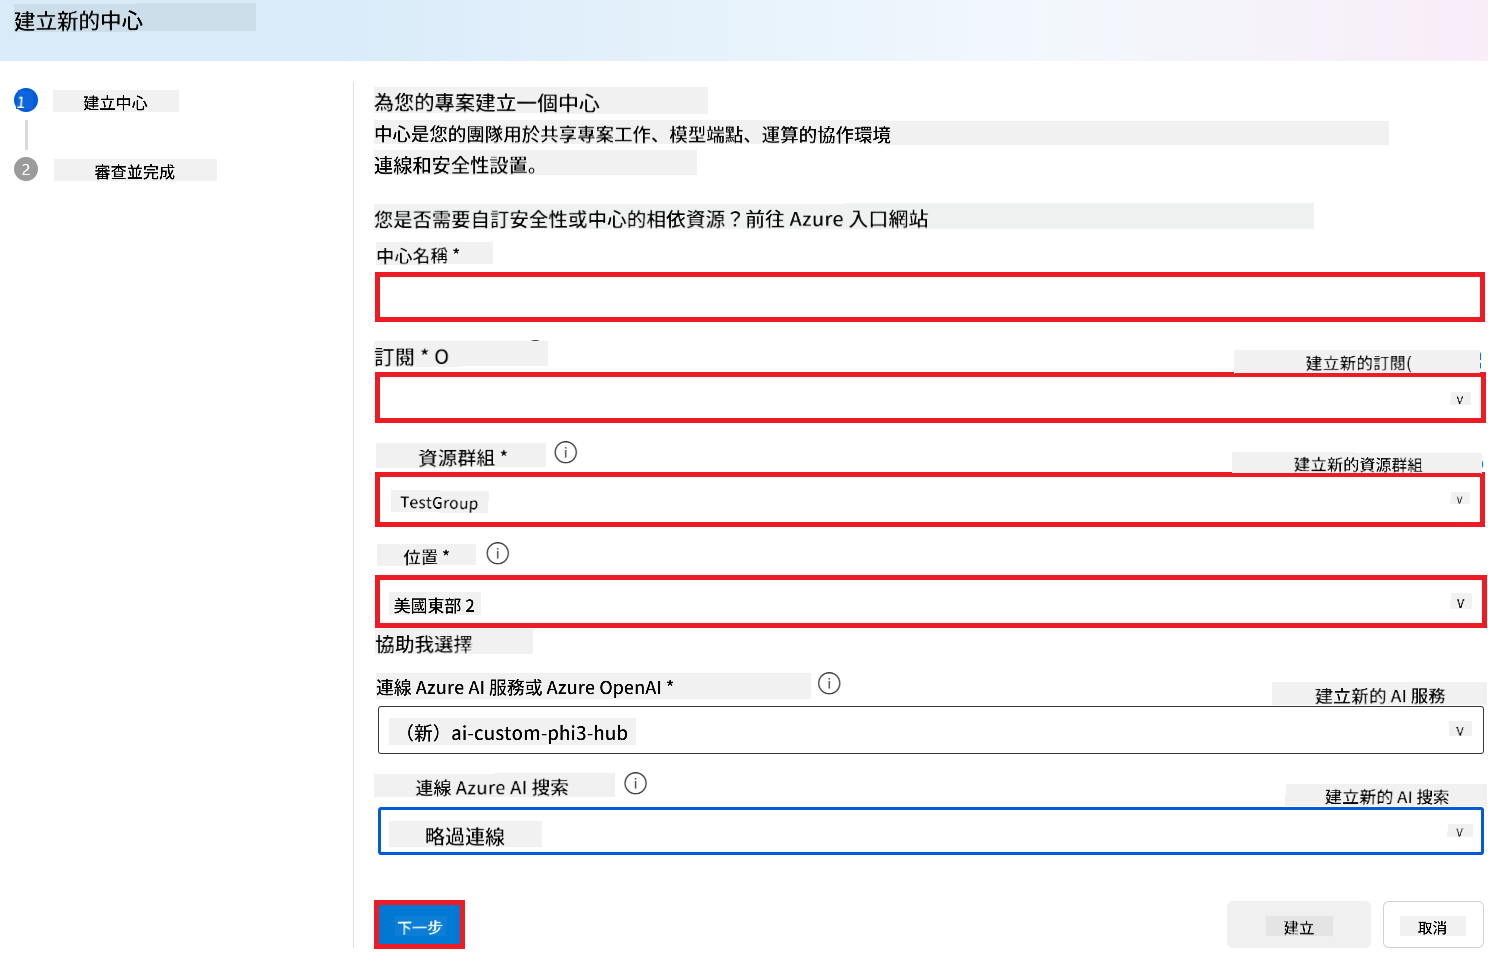 建立新的中心
1
建立中心
2
審查並完成
為您的專案建立一個中心
中心是您的團隊用於共享專案工作、模型端點、運算的協作環境
連線和安全性設置。
您是否需要自訂安全性或中心的相依資源？前往 Azure 入口網站
中心名稱 *
訂閱 * O
建立新的訂閱(
v
資源群組 *
建立新的資源群組
TestGroup
v
位置 *
美國東部 2
v
協助我選擇
連線 Azure AI 服務或 Azure OpenAI *
建立新的 AI 服務
（新）ai-custom-phi3-hub
v
連線 Azure AI 搜索
建立新的 AI 搜索
略過連線
v
下一步
建立
取消